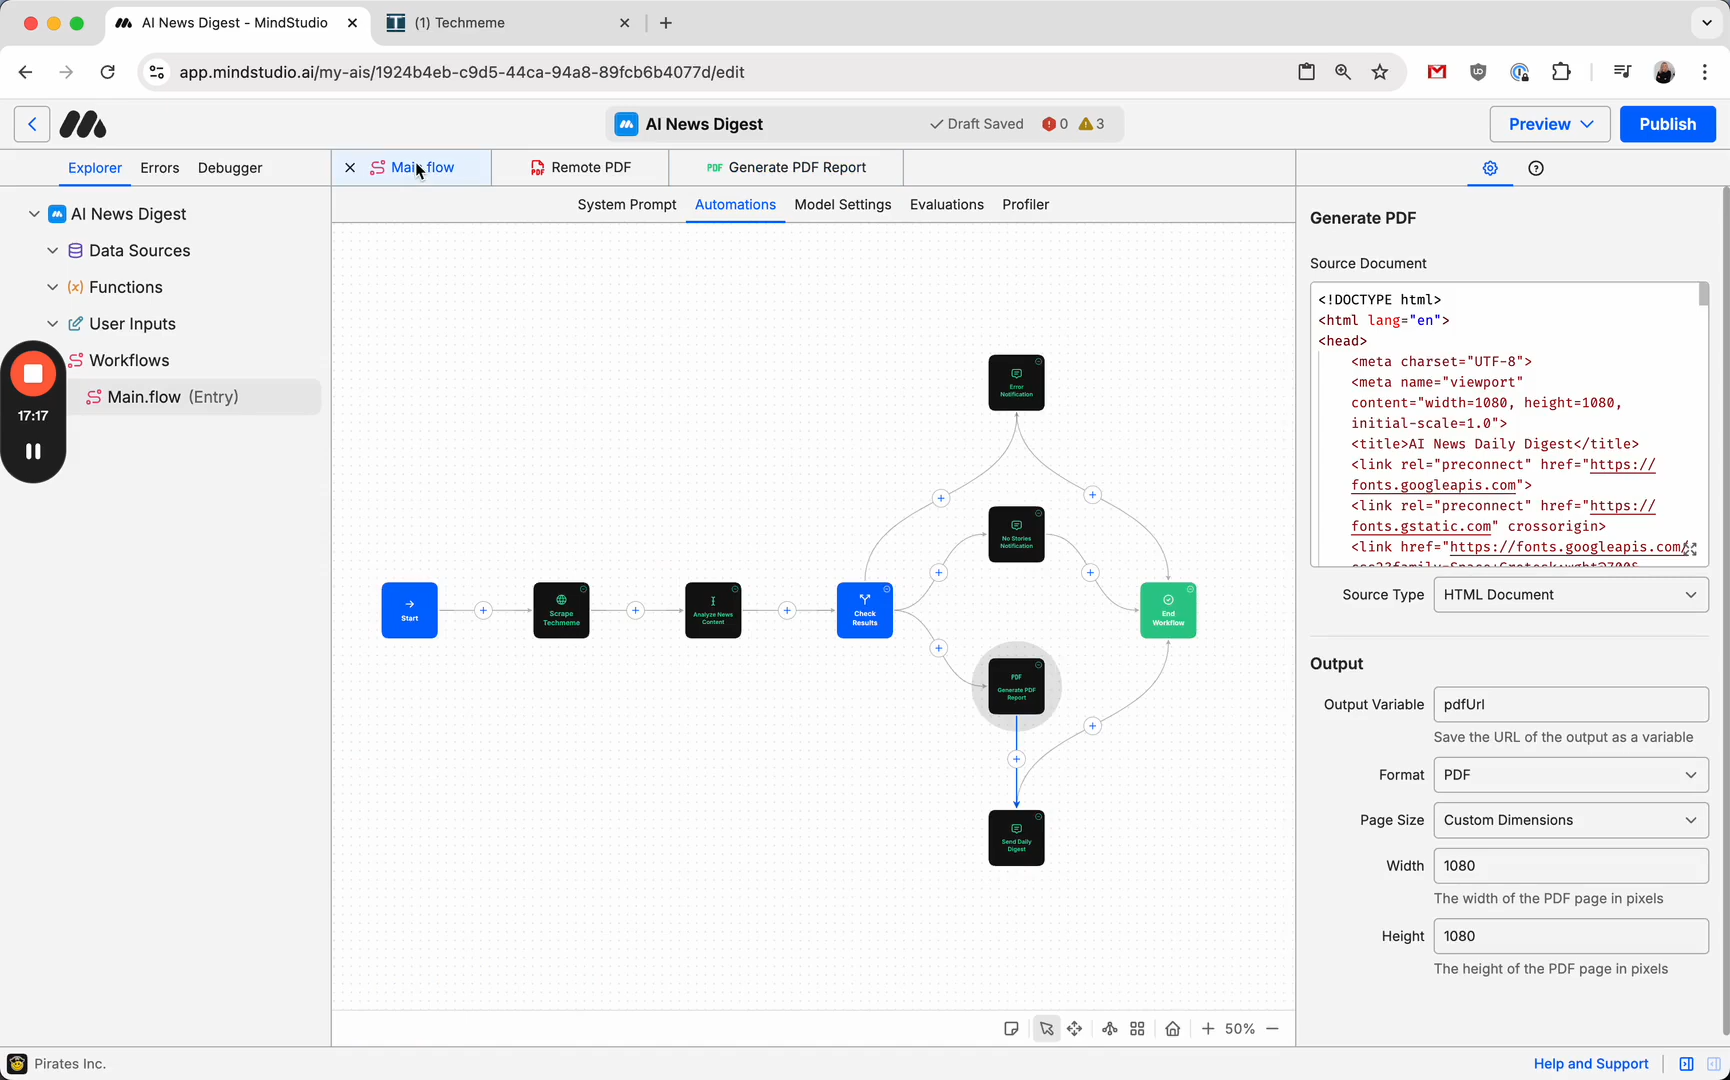 AI News Digest - MindStudio
(1) Techmeme
app.mindstudio.ai/my-ais/1924b4eb-c9d5-44ca-94a8-89fcb6b4077d/edit
AI News Digest
Draft Saved
0
3
Preview
Publish
Explorer
Errors
Debugger
Main.flow
Remote PDF
PDF Generate PDF Report
System Prompt
Automations
Model Settings
Evaluations
Profiler
AI News Digest
Data Sources
Functions
User Inputs
Workflows
Main.flow (Entry)
17:17
Start
Scrape
Techmeme
Analyze News
Content
Check
Results
Error
Notification
No Stories
Notification
PDF
Generate PDF
Report
Send Daily
Digest
End
Workflow
50%
Generate PDF
Source Document
<!DOCTYPE html>
<html lang="en">
<head>
<meta charset="UTF-8">
<meta name="viewport"
content="width=1080, height=1080,
initial-scale=1.0">
<title>AI News Daily Digest</title>
<link rel="preconnect" href="https://
fonts.googleapis.com">
<link rel="preconnect" href="https://
fonts.gstatic.com" crossorigin>
<link href="https://fonts.googleapis.com/
css2?family=Space+Grotesk:wght@700&
Source Type
HTML Document
Output
Output Variable
pdfUrl
Save the URL of the output as a variable
Format
PDF
Page Size
Custom Dimensions
Width
1080
The width of the PDF page in pixels
Height
1080
The height of the PDF page in pixels
Pirates Inc.
Help and Support